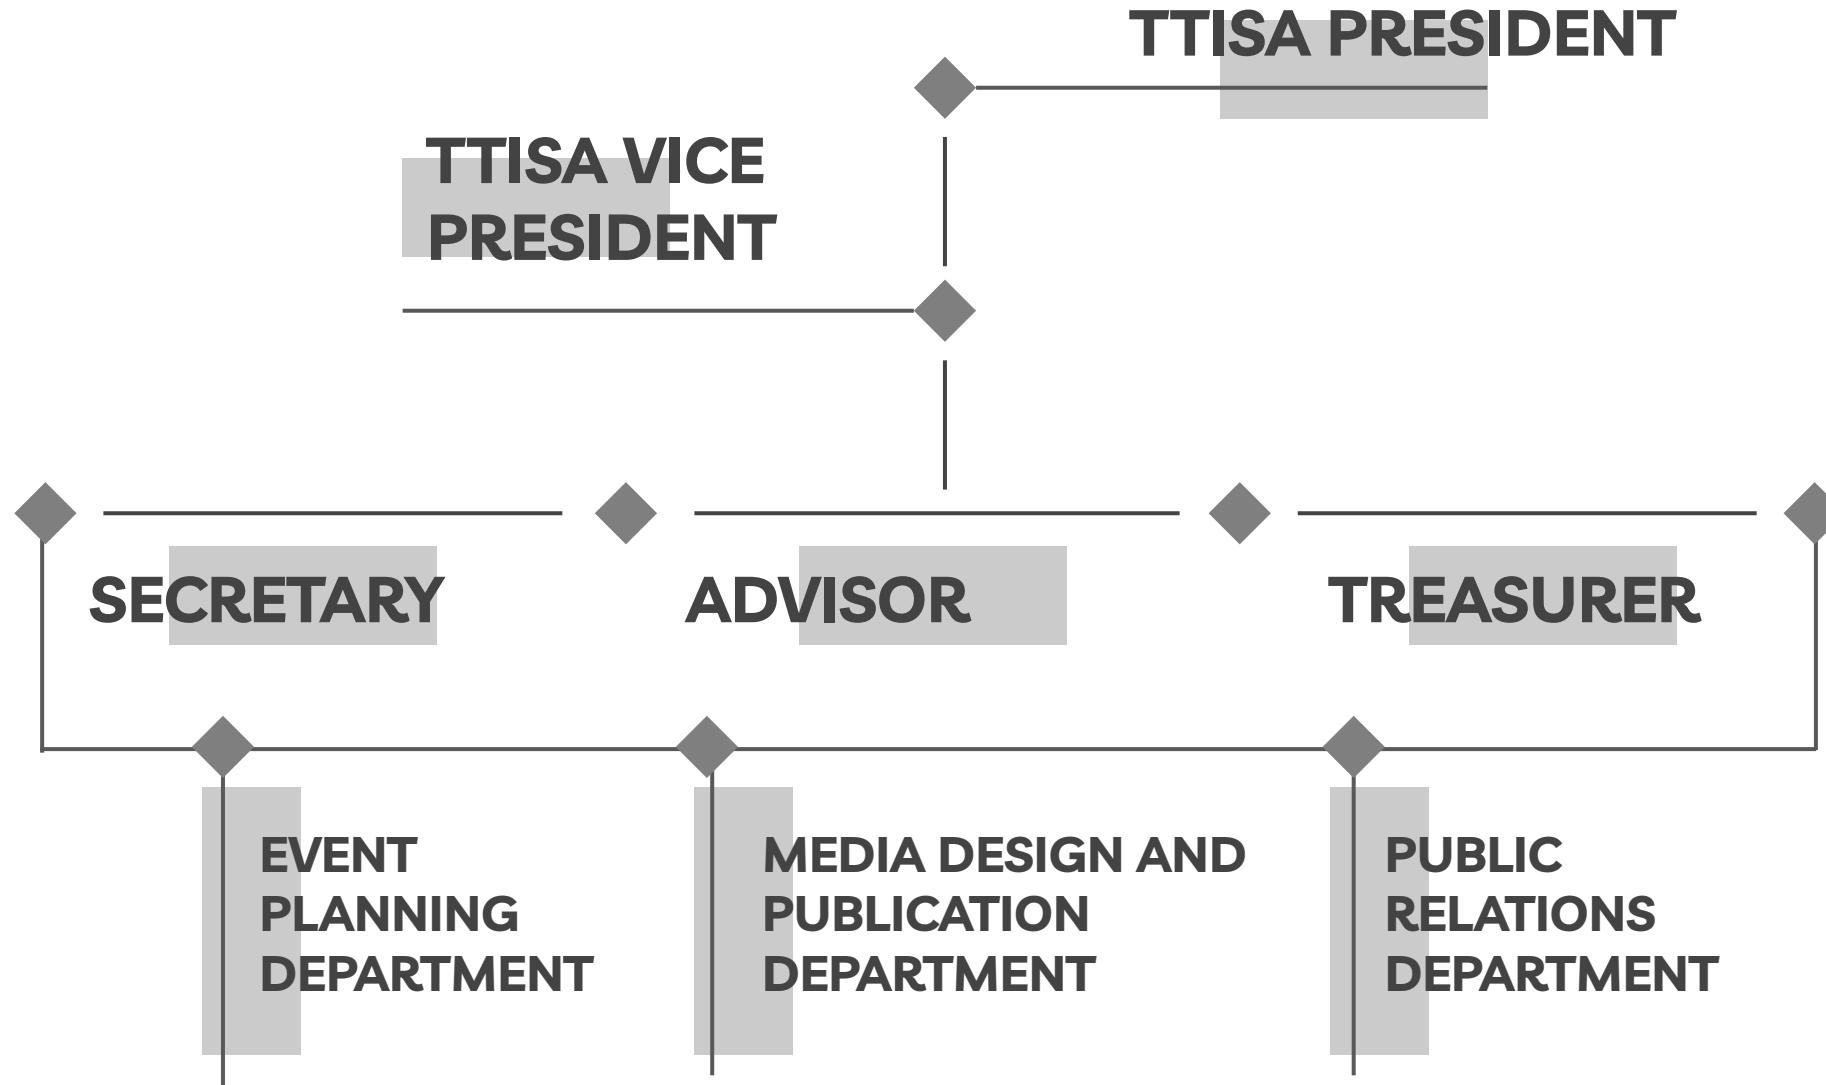 TTISA PRESIDENT
TTISA VICE
PRESIDENT
SECRETARY
ADVISOR
TREASURER
EVENT
PLANNING
DEPARTMENT
MEDIA DESIGN AND
PUBLICATION
DEPARTMENT
PUBLIC
RELATIONS
DEPARTMENT